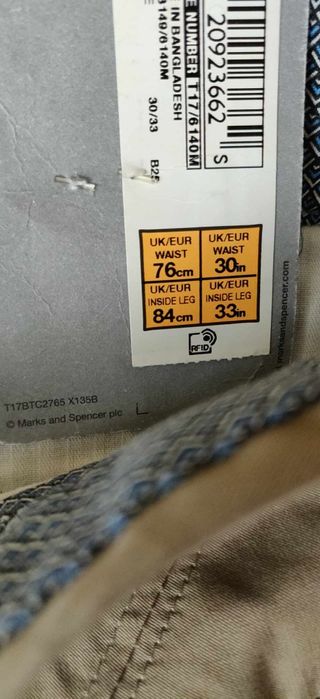 20923662
S
E NUMBER T17/6140M
IN BANGLADESH
8149/6140M
30/33
B25
UK/EUR
WAIST
76cm
UK/EUR
WAIST
30in
UK/EUR
INSIDE LEG
84cm
UK/EUR
INSIDE LEG
33in
RFID
marksandspencer.com
T17BTC2765 X135B
© Marks and Spencer plc